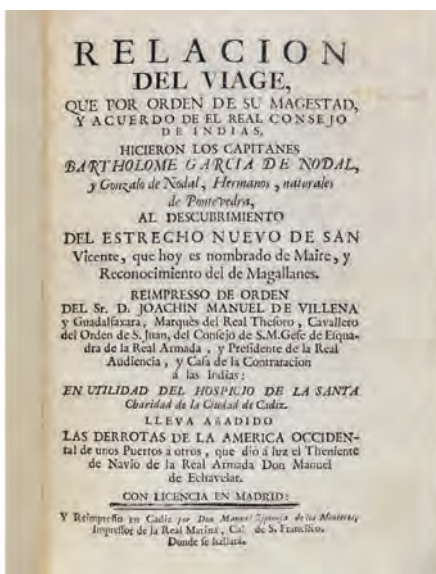 RELACION
DEL VIAGE,
QUE POR ORDEN DE SU MAGESTAD,
Y ACUERDO DE EL REAL CONSEJO
DE INDIAS,
HICIERON LOS CAPITANES
BARTHOLOME GARCIA DE NODAL,
y Gonzalo de Nodal, Hermanos, naturales
de Pontevedra,
AL DESCUBRIMIENTO
DEL ESTRECHO NUEVO DE SAN
Vicente, que hoy es nombrado de Maire, y
Reconocimiento del de Magallanes.
REIMPRESSO DE ORDEN
DEL Sr. D. JOACHIN MANUEL DE VILLENA
y Guadalfaxara, Marquès del Real Thesoro, Cavallero
del Orden de S. Juan, del Consejo de S.M. Gefe de Esqua-
dra de la Real Armada, y Presidente de la Real
Audiencia, y Casa de la Contratacion
à las Indias:
EN UTILIDAD DEL HOSPICIO DE LA SANTA
Charidad de la Ciudad de Cadiz.
LLEVA AÑADIDO
LAS DERROTAS DE LA AMERICA OCCIDEN-
tal de unos Puertos à otros, que diò à luz el Theniente
de Navio de la Real Armada Don Manuel
de Echavelar.
CON LICENCIA EN MADRID:
Y Reimpresso en Cadiz por Don Manuel Espinosa de los Monteros,
Impressor de la Real Marina, Cal. de S. Francisco.
Donde se hallarà.